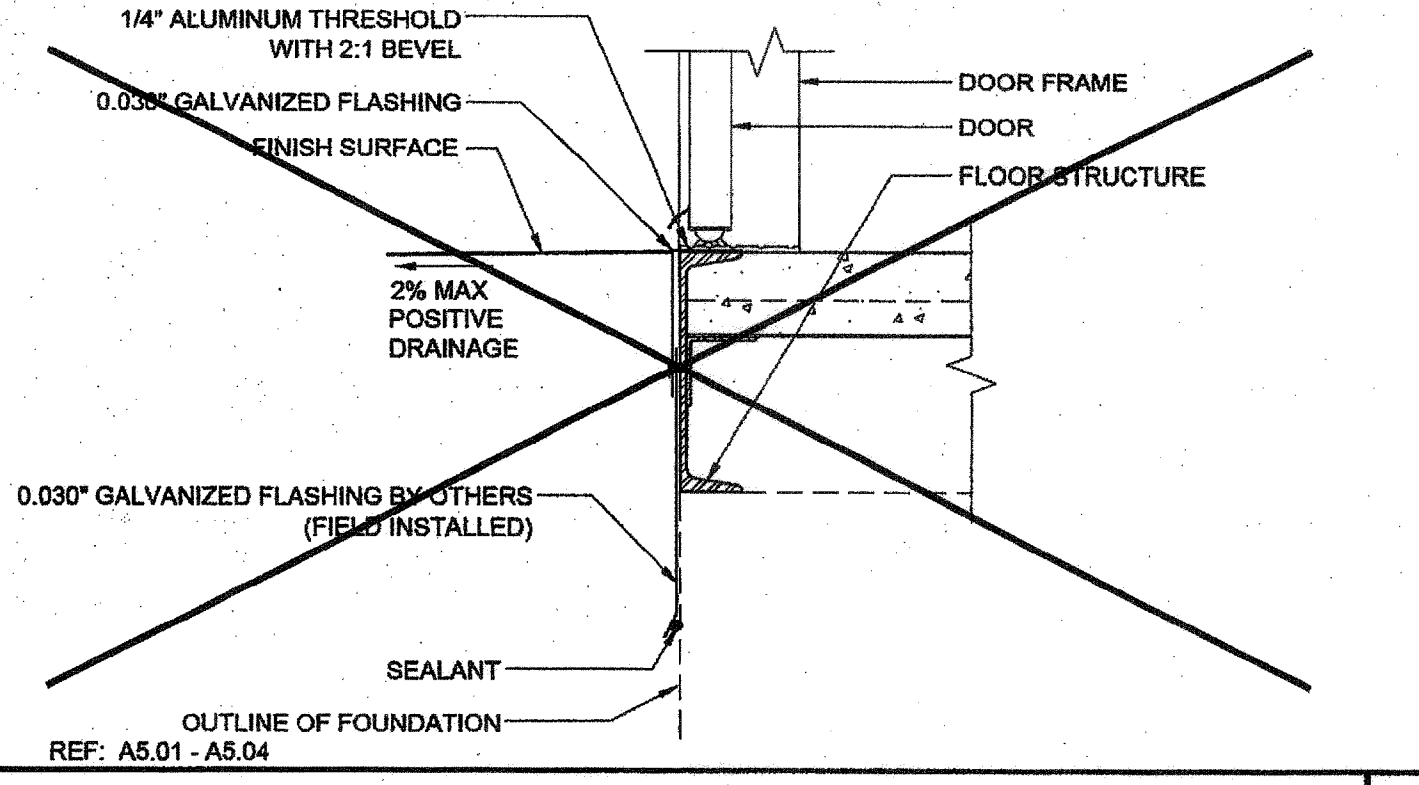 1/4" ALUMINUM THRESHOLD
WITH 2:1 BEVEL
0.030" GALVANIZED FLASHING
FINISH SURFACE
DOOR FRAME
DOOR
FLOOR STRUCTURE
2% MAX
POSITIVE
DRAINAGE
0.030" GALVANIZED FLASHING BY OTHERS
(FIELD INSTALLED)
SEALANT
OUTLINE OF FOUNDATION
REF: A5.01 - A5.04